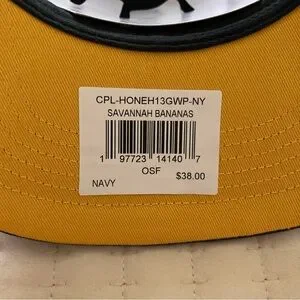 CPL-HONEH13GWP-NY
SAVANNAH BANANAS
1 97723 14140 7
OSF
NAVY $38.00